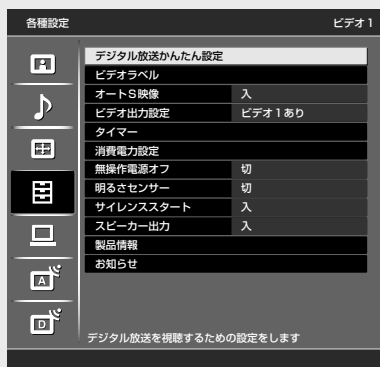 各種設定 ビデオ1
デジタル放送かんたん設定
ビデオラベル
オートS映像 入
ビデオ出力設定 ビデオ1あり
タイマー
消費電力設定
無操作電源オフ 切
明るさセンサー 切
サイレンススタート 入
スピーカー出力 入
製品情報
お知らせ
A
D
デジタル放送を視聴するための設定をします